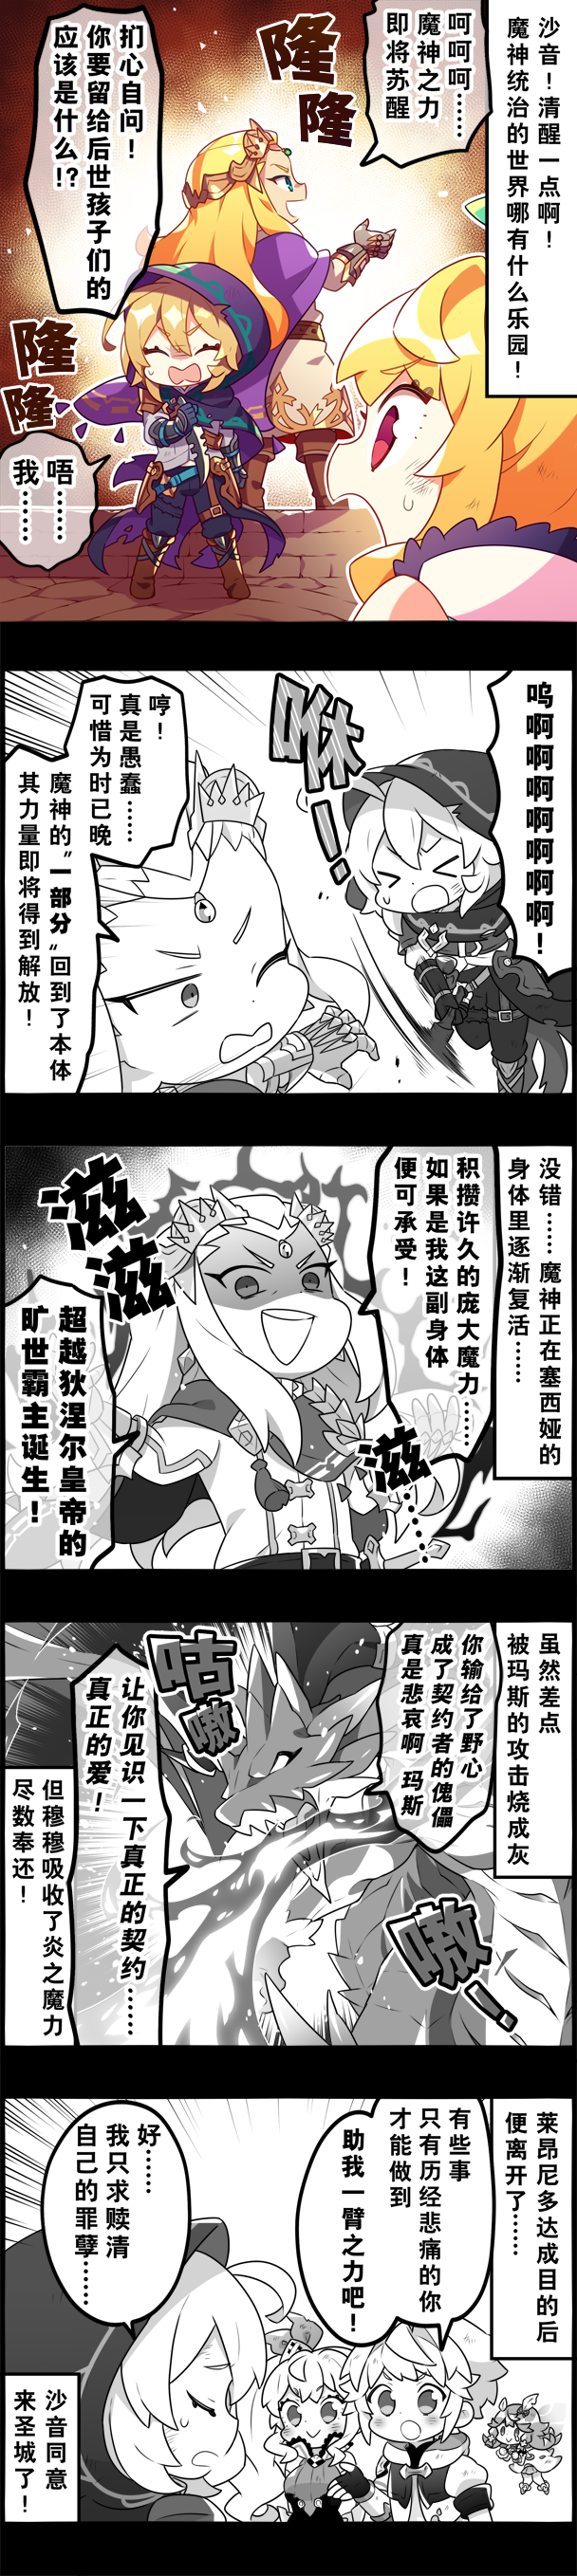 沙音！清醒一点啊！
魔神统治的世界哪有什么乐园！
呵呵呵……
魔神之力
即将苏醒
隆
隆
扪心自问！
你要留给后世孩子们的
应该是什么!?
隆
隆
唔……
我……
呜啊啊啊啊啊啊啊！
咻！
哼！
真是愚蠢……
可惜为时已晚
魔神的“一部分”回到了本体
其力量即将得到解放！
没错……魔神正在塞西娅的
身体里逐渐复活……
积攒许久的庞大魔力……
如果是我这副身体
便可承受！
滋
滋
滋……
超越狄涅尔皇帝的
旷世霸主诞生！
虽然差点
被玛斯的攻击烧成灰
你输给了野心
成了契约者的傀儡
真是悲哀啊 玛斯
咕
嗷
让你见识一下真正的契约……
真正的爱！
嗷！
但穆穆吸收了炎之魔力
尽数奉还！
莱昂尼多达成目的后
便离开了……
有些事
只有历经悲痛的你
才能做到
助我一臂之力吧！
好……
我只求赎清
自己的罪孽……
沙音同意
来圣城了！